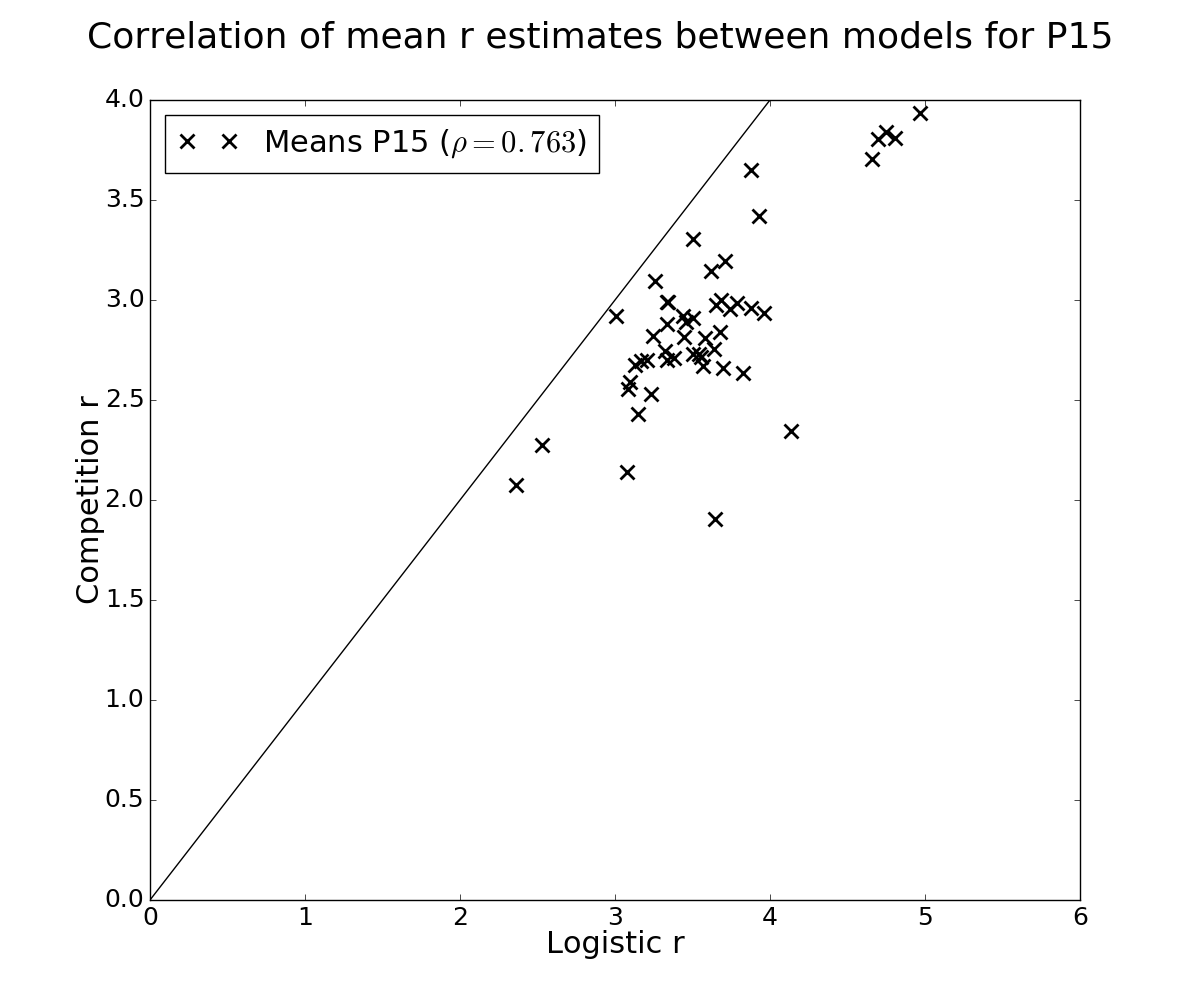 Correlation of mean r estimates between models for P15
4.0
Means P15 (ρ = 0.763)
3.5
3.0
2.5
2.0
1.5
1.0
0.5
0.0
Competition r
0 1 2 3 4 5 6
Logistic r